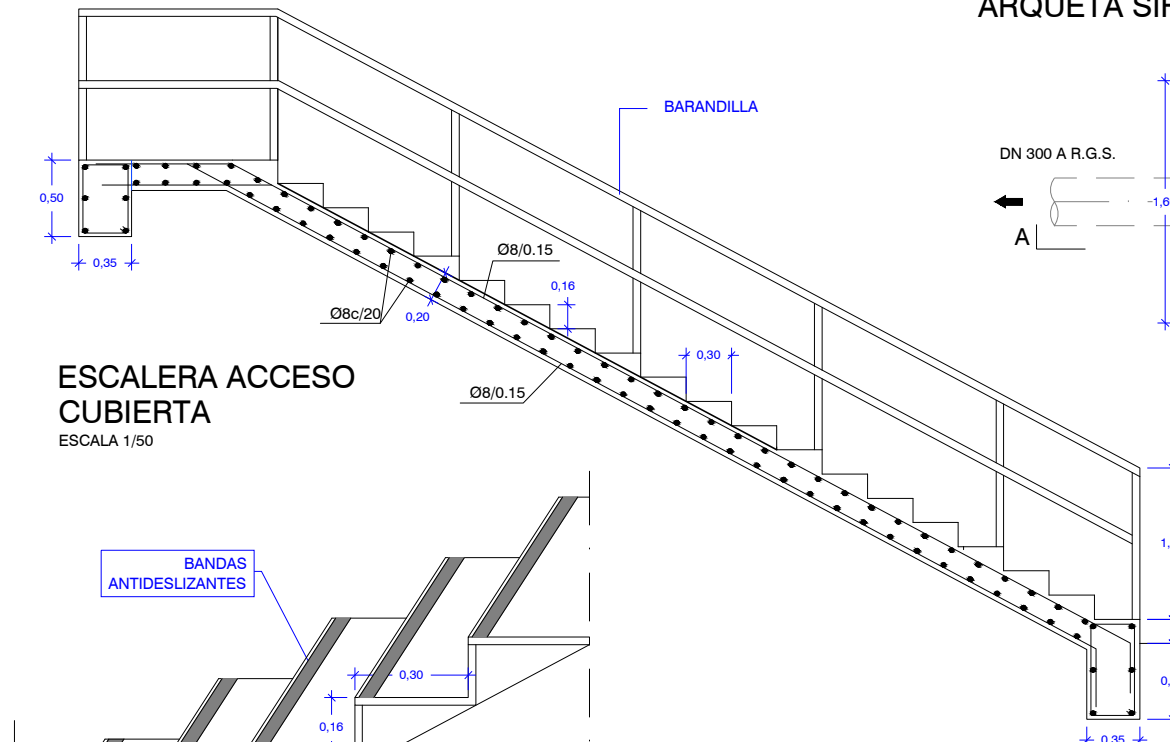 ARQUETA
BARANDILLA
DN 300 A R.G.S.
0,50
A
0,35
Ø8/0.15
0,16
Ø8c/20
0,20
0,30
ESCALERA ACCESO
CUBIERTA
ESCALA 1/50
Ø8/0.15
BANDAS
ANTIDESLIZANTES
0,30
0,16
0,35